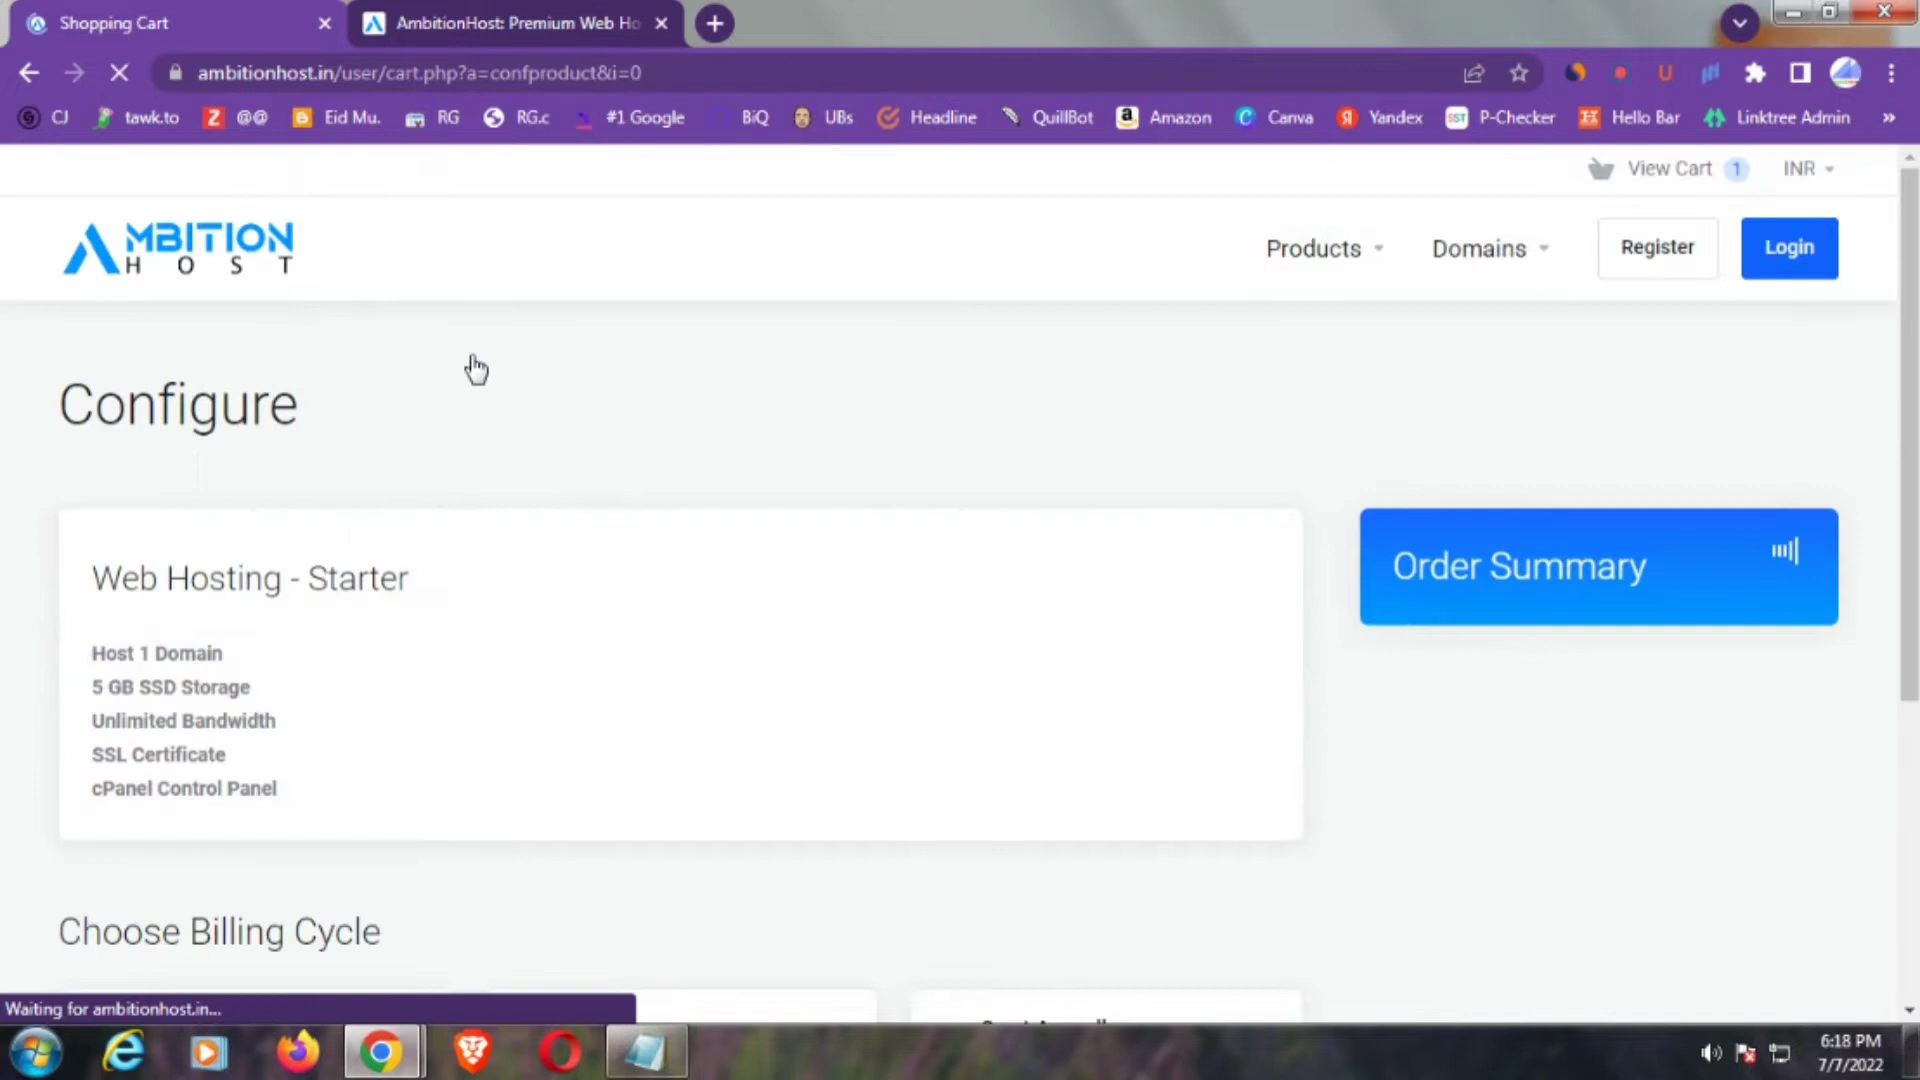 Shopping Cart
AmbitionHost: Premium Web Ho
ambitionhost.in/user/cart.php?a=confproduct&i=0
CJ
tawk.to
@@
Eid Mu.
RG
RG.c
#1 Google
BiQ
UBs
Headline
QuillBot
Amazon
Canva
Yandex
P-Checker
Hello Bar
Linktree Admin
»
View Cart 1
INR
AMBITION
HOST
Products
Domains
Register
Login
Configure
Web Hosting - Starter
Host 1 Domain
5 GB SSD Storage
Unlimited Bandwidth
SSL Certificate
cPanel Control Panel
Order Summary
Choose Billing Cycle
Waiting for ambitionhost.in...
6:18 PM
7/7/2022